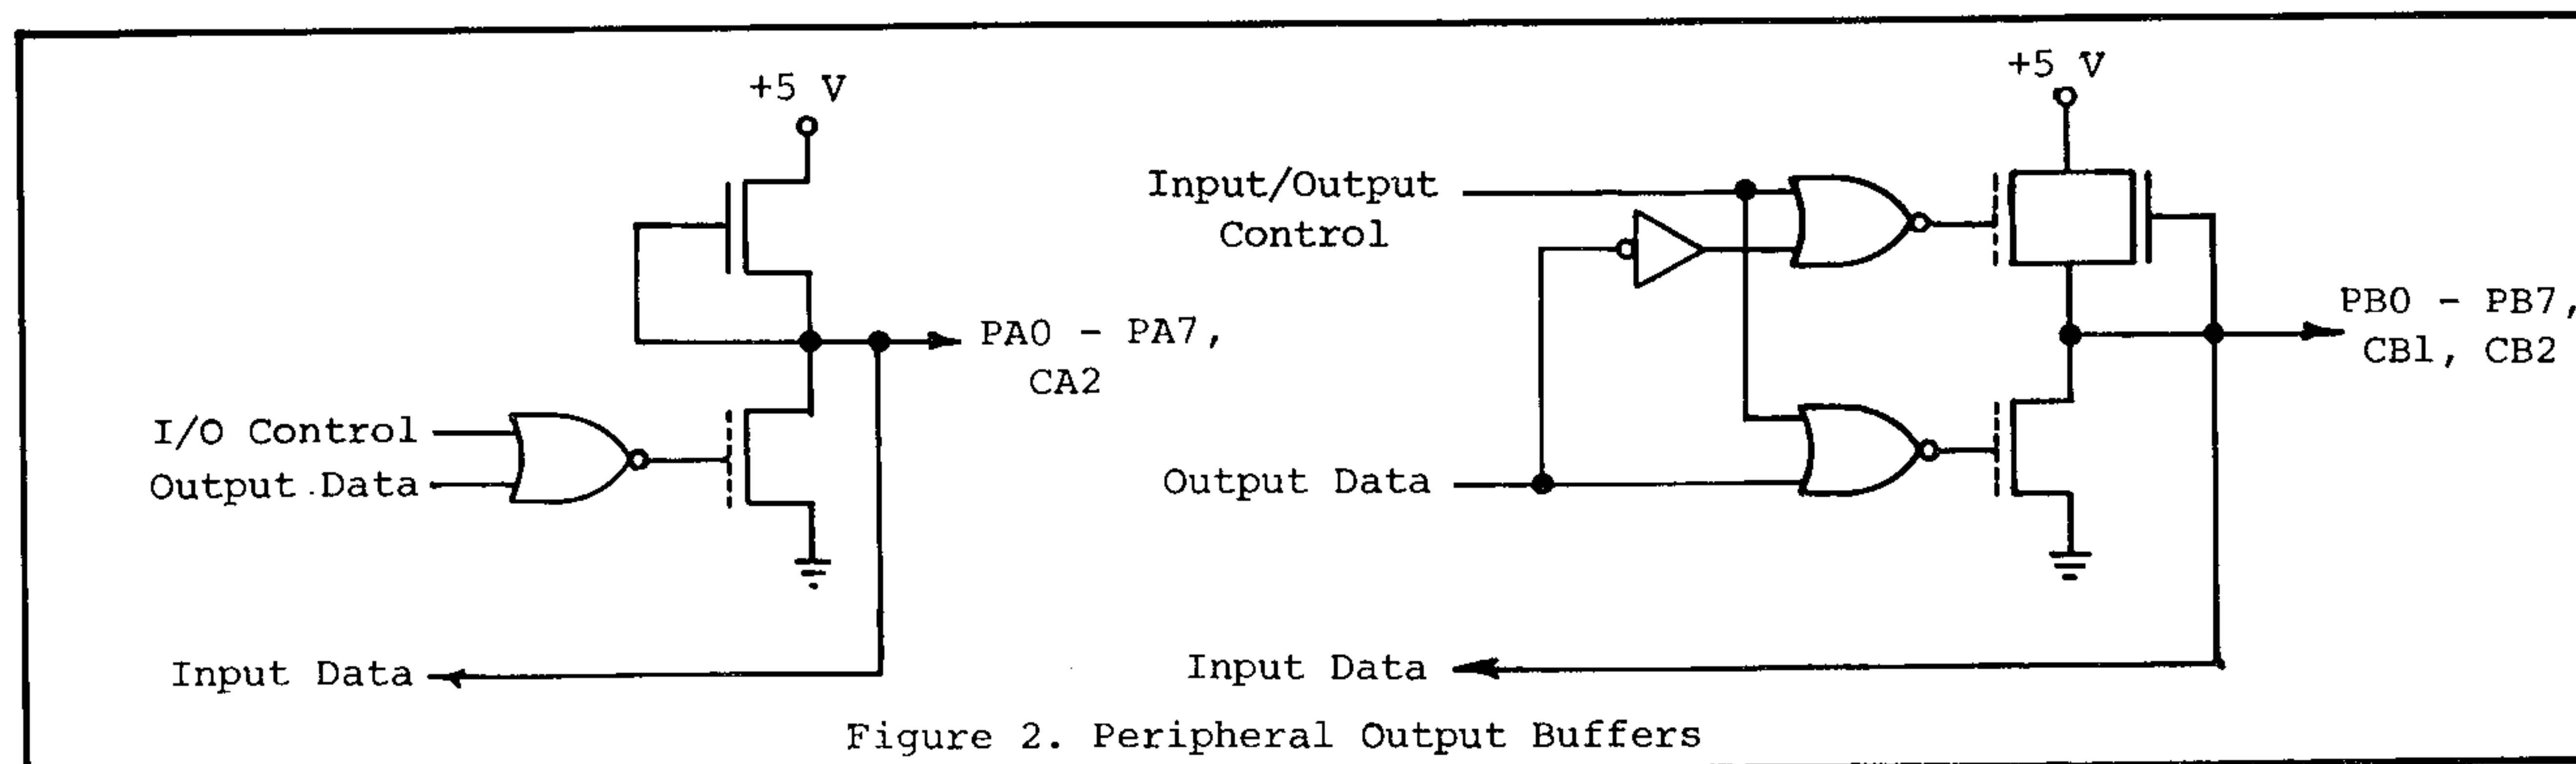 +5 V
PA0 - PA7,
CA2
I/O Control
Output Data
Input Data
+5 V
Input/Output
Control
PB0 - PB7,
CB1, CB2
Output Data
Input Data
Figure 2. Peripheral Output Buffers